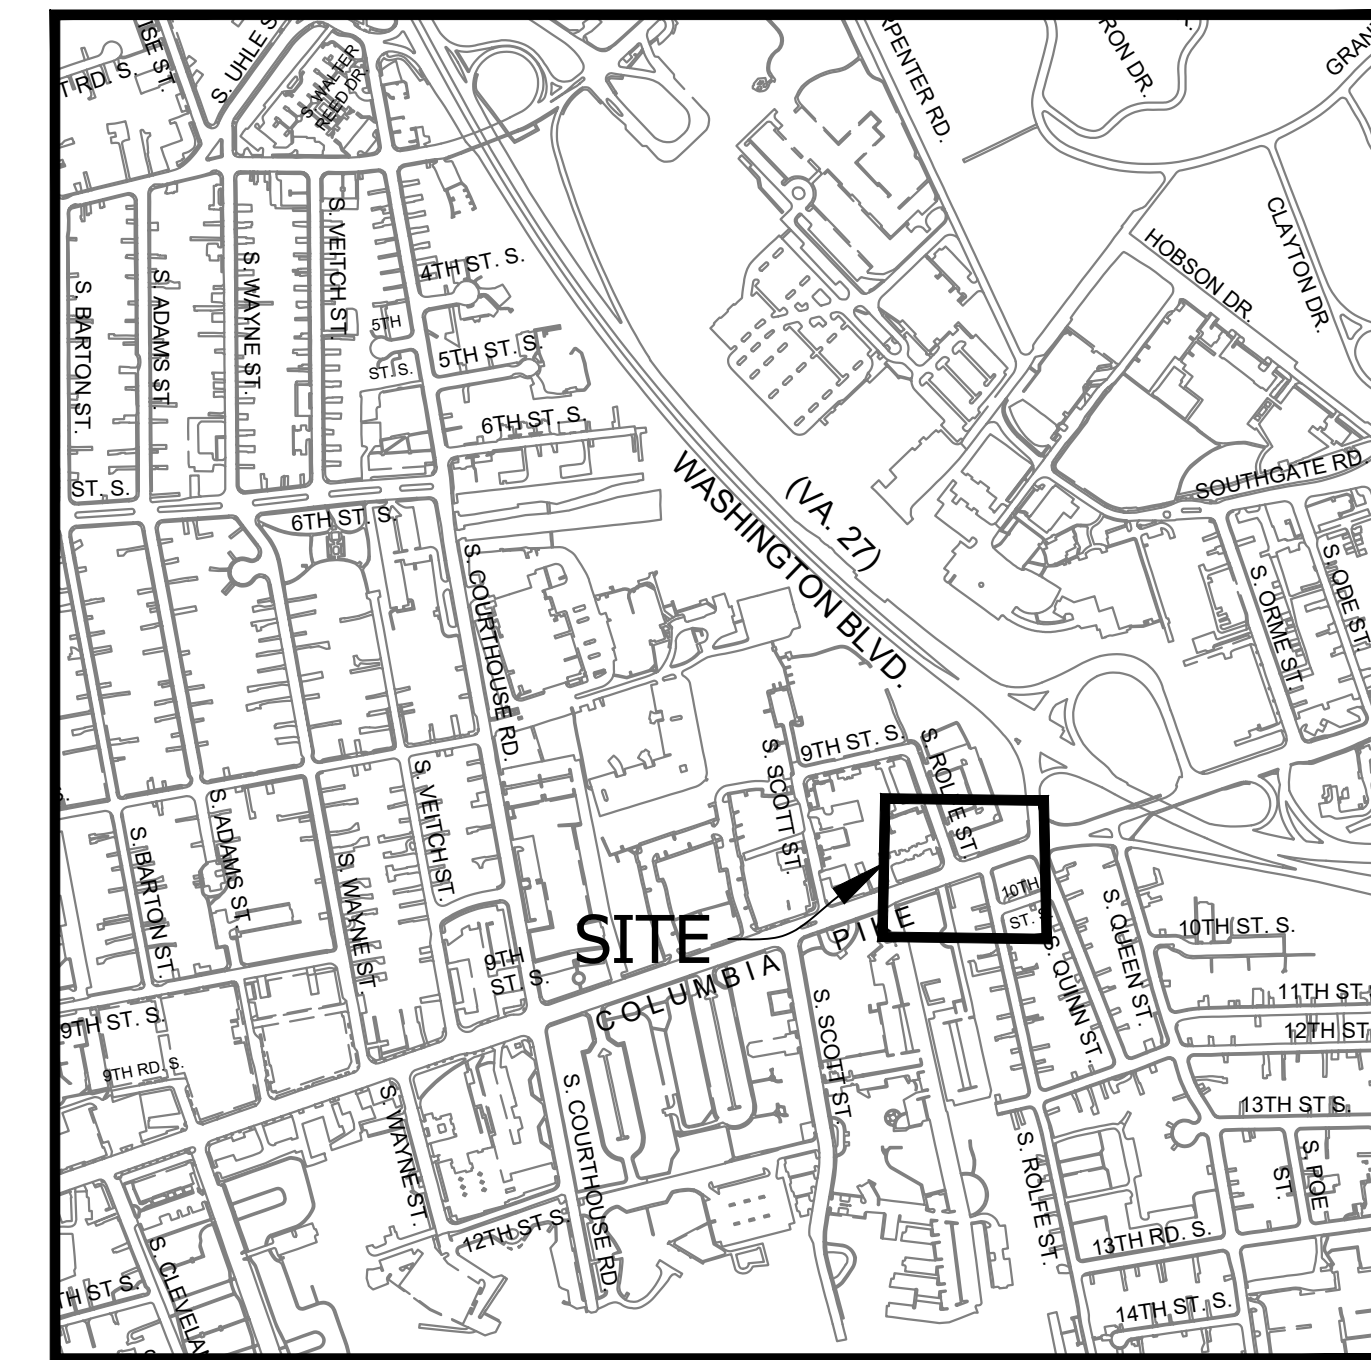 T RD. S.
S. UHLE S
S. WALTER
REED DR.
RPENTER RD.
RON DR.
GRAN
CLAYTON DR.
HOBSON DR.
S. BARTON ST.
S. ADAMS ST.
S. WAYNE ST.
S. VEITCH ST.
4TH ST. S.
5TH
ST. S.
5TH ST. S.
6TH ST. S.
ST. S.
6TH ST. S.
WASHINGTON BLVD.
(VA. 27)
SOUTHGATE RD.
S. ORME ST.
S. ODE ST.
S. COURTHOUSE RD.
S. SCOTT ST.
9TH ST. S.
S. ROLFE ST
S. BARTON ST.
S. ADAMS ST.
S. WAYNE ST
S. VEITCH ST.
SITE
10TH
ST. S
COLUMBIA PIKE
9TH
ST. S.
S. QUINN ST.
S. QUEEN ST.
10TH ST. S.
11TH ST
12TH ST
9TH ST. S.
9TH RD. S.
S. SCOTT ST.
S. WAYNE ST.
S. COURTHOUSE RD.
12TH ST S.
S. ROLFE ST.
13TH ST S.
S. POE
ST.
13TH RD. S.
14TH ST. S.
TH ST S.
S. CLEVELAN